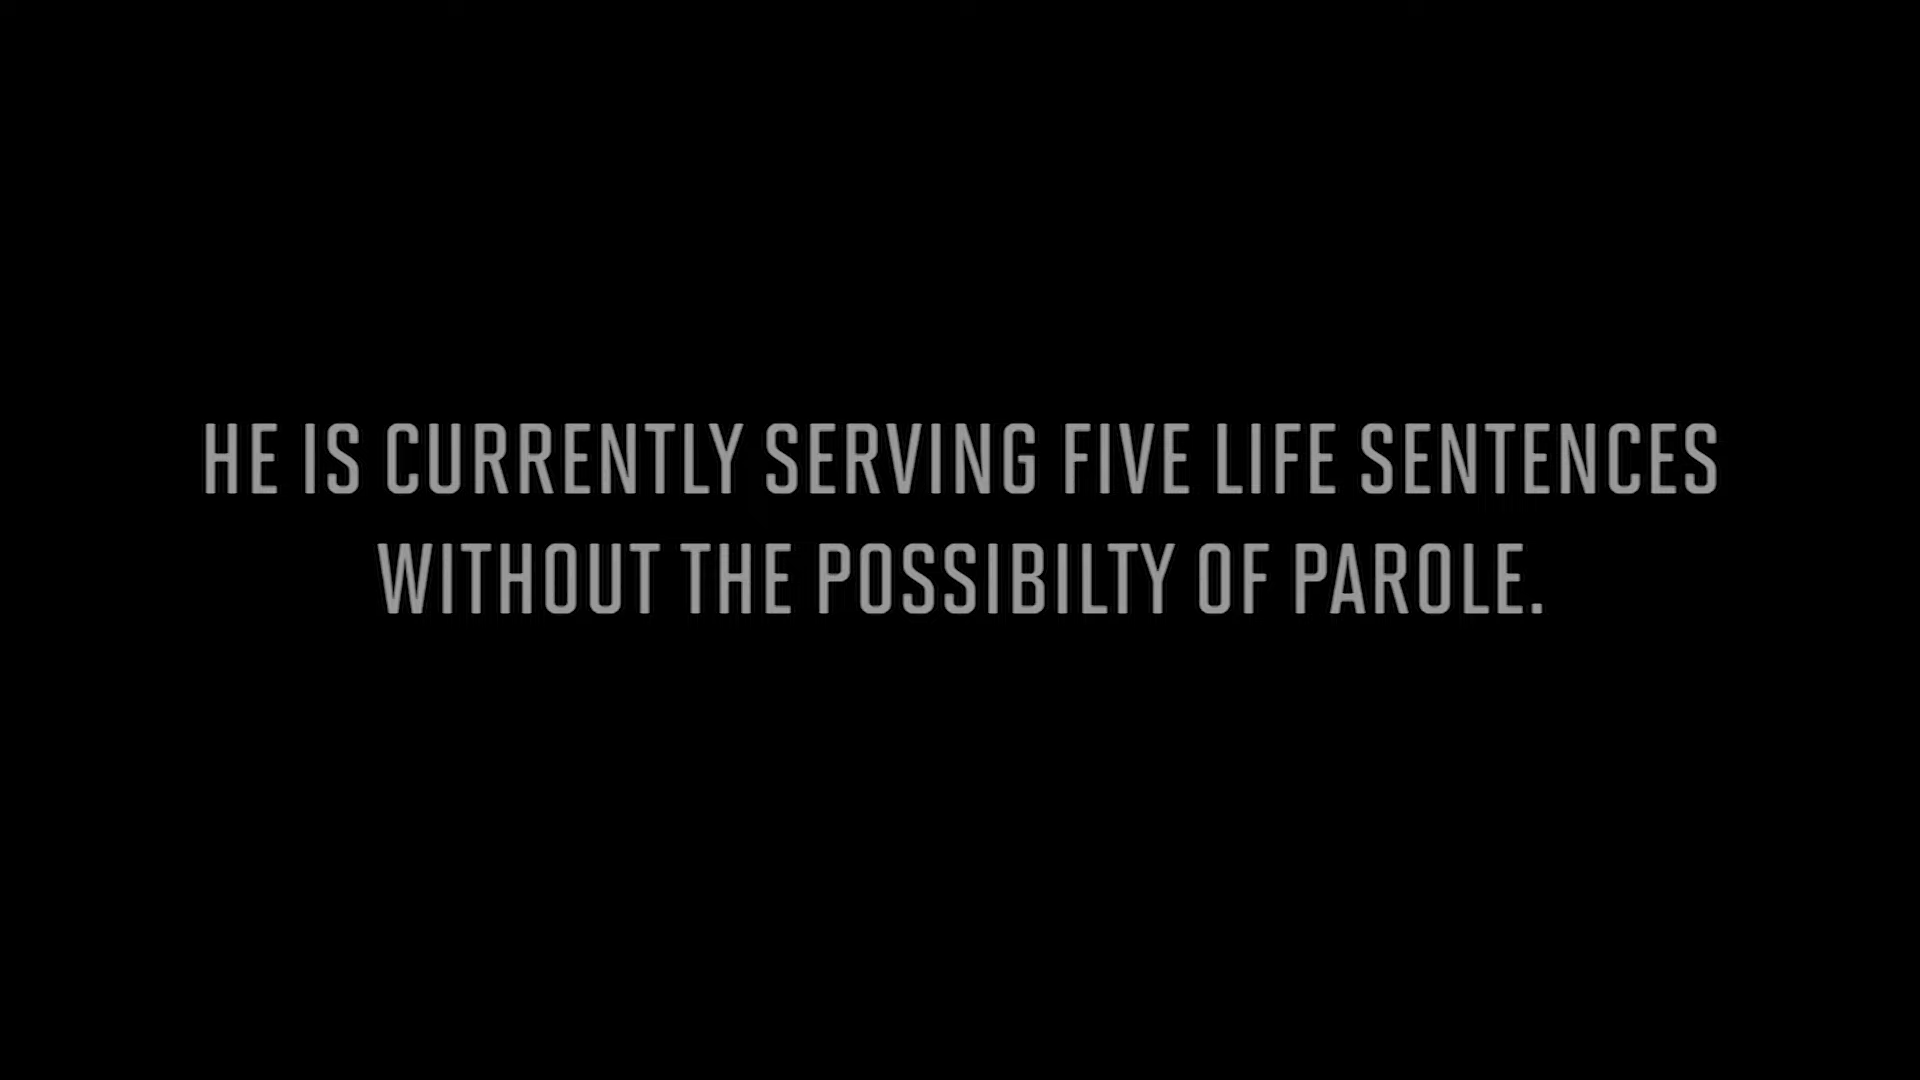 HE IS CURRENTLY SERVING FIVE LIFE SENTENCES
WITHOUT THE POSSIBILTY OF PAROLE.